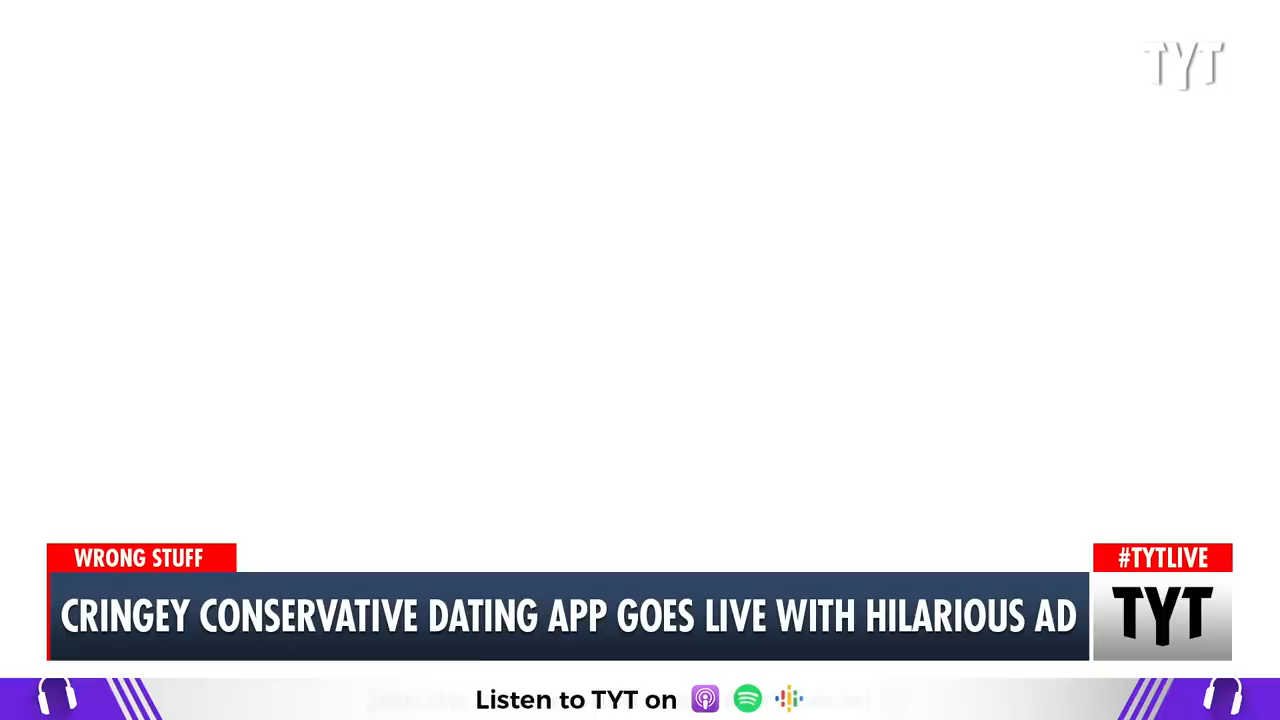 TYT
WRONG STUFF
#TYTLIVE
CRINGEY CONSERVATIVE DATING APP GOES LIVE WITH HILARIOUS AD
TYT
Listen to TYT on